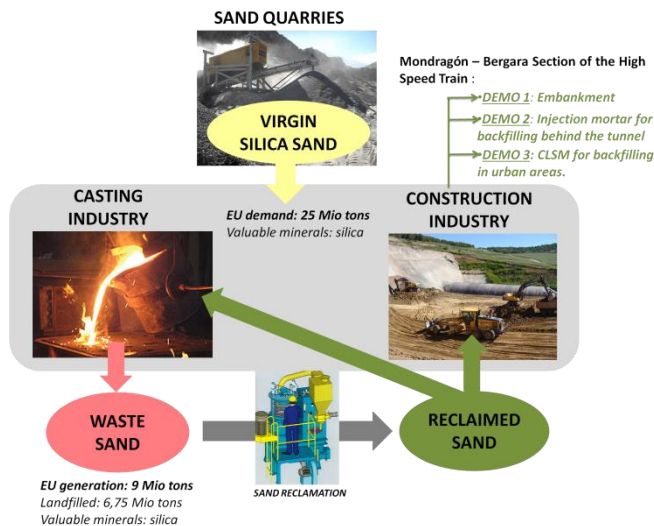 SAND QUARRIES
VIRGIN
SILICA SAND
Mondragón – Bergara Section of the High
Speed Train :
DEMO 1: Embankment
DEMO 2: Injection mortar for
backfilling behind the tunnel
DEMO 3: CLSM for backfilling
in urban areas.
CASTING
INDUSTRY
EU demand: 25 Mio tons
Valuable minerals: silica
CONSTRUCTION
INDUSTRY
WASTE
SAND
SAND RECLAMATION
RECLAIMED
SAND
EU generation: 9 Mio tons
Landfilled: 6,75 Mio tons
Valuable minerals: silica